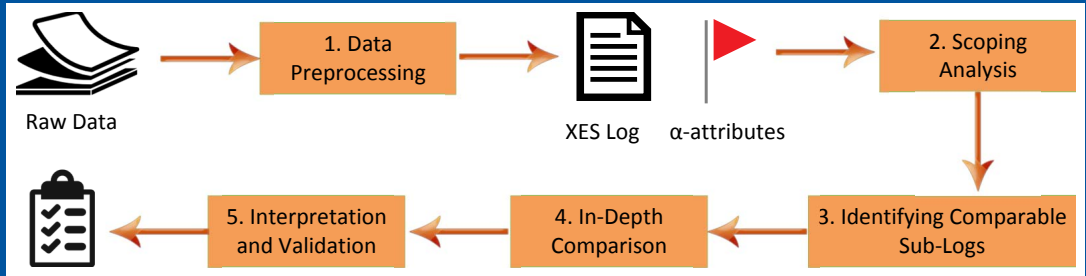 1. Data
Preprocessing
2. Scoping
Analysis
Raw Data
XES Log
α-attributes
3. Identifying Comparable
Sub-Logs
4. In-Depth
Comparison
5. Interpretation
and Validation